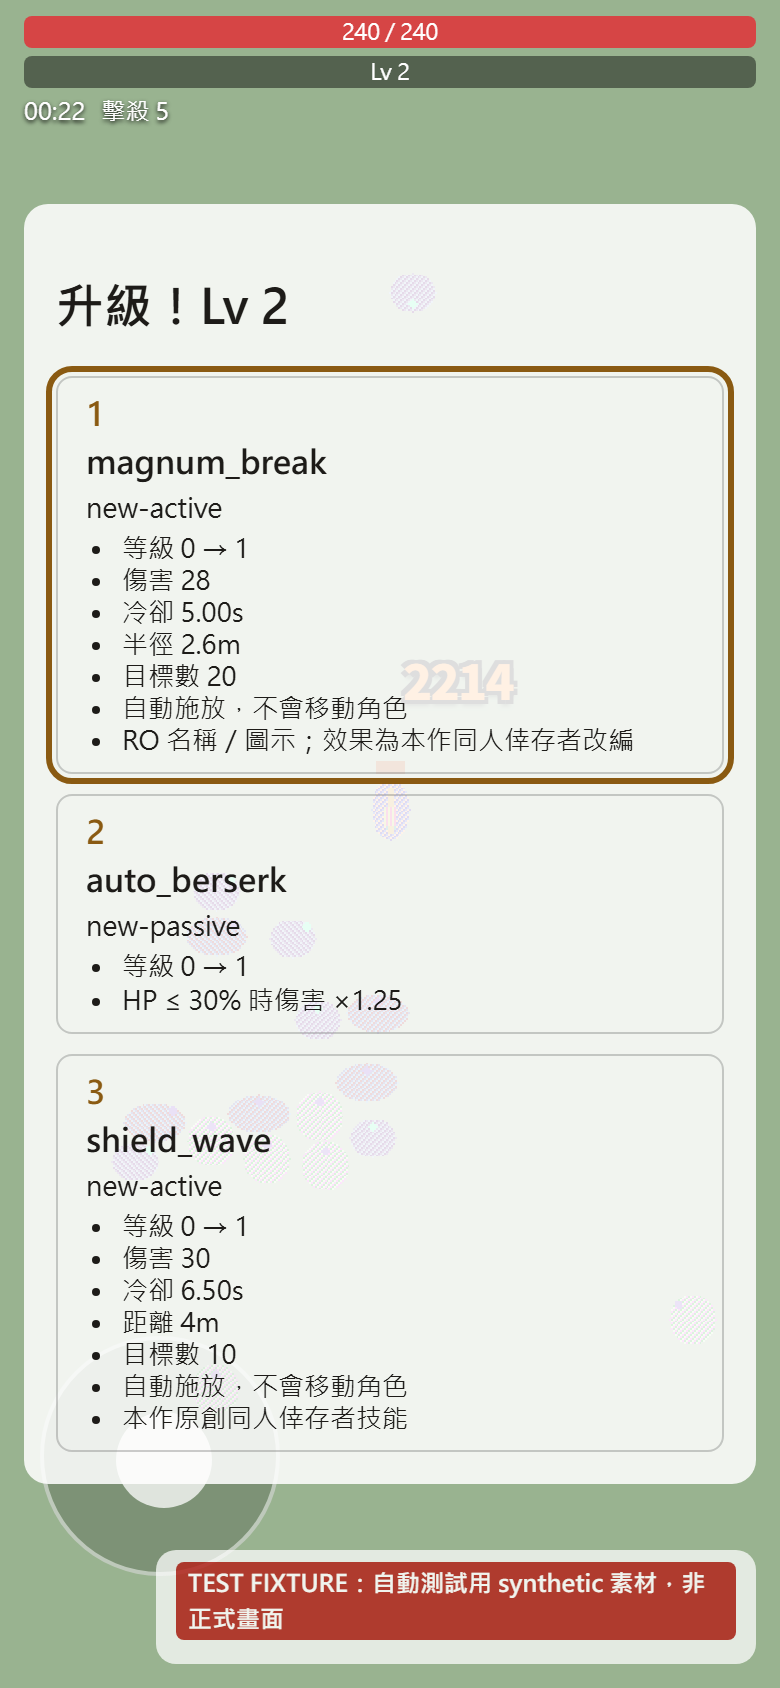 240 / 240
Lv 2
00:22 擊殺 5
升級！Lv 2
1
magnum_break
new-active
• 等級 0 → 1
• 傷害 28
• 冷卻 5.00s
• 半徑 2.6m
• 目標數 20
2214
• 自動施放，不會移動角色
• RO 名稱 / 圖示；效果為本作同人倖存者改編
2
auto_berserk
new-passive
• 等級 0 → 1
• HP ≤ 30% 時傷害 ×1.25
3
shield_wave
new-active
• 等級 0 → 1
• 傷害 30
• 冷卻 6.50s
• 距離 4m
• 目標數 10
• 自動施放，不會移動角色
• 本作原創同人倖存者技能
TEST FIXTURE：自動測試用 synthetic 素材，非
正式畫面